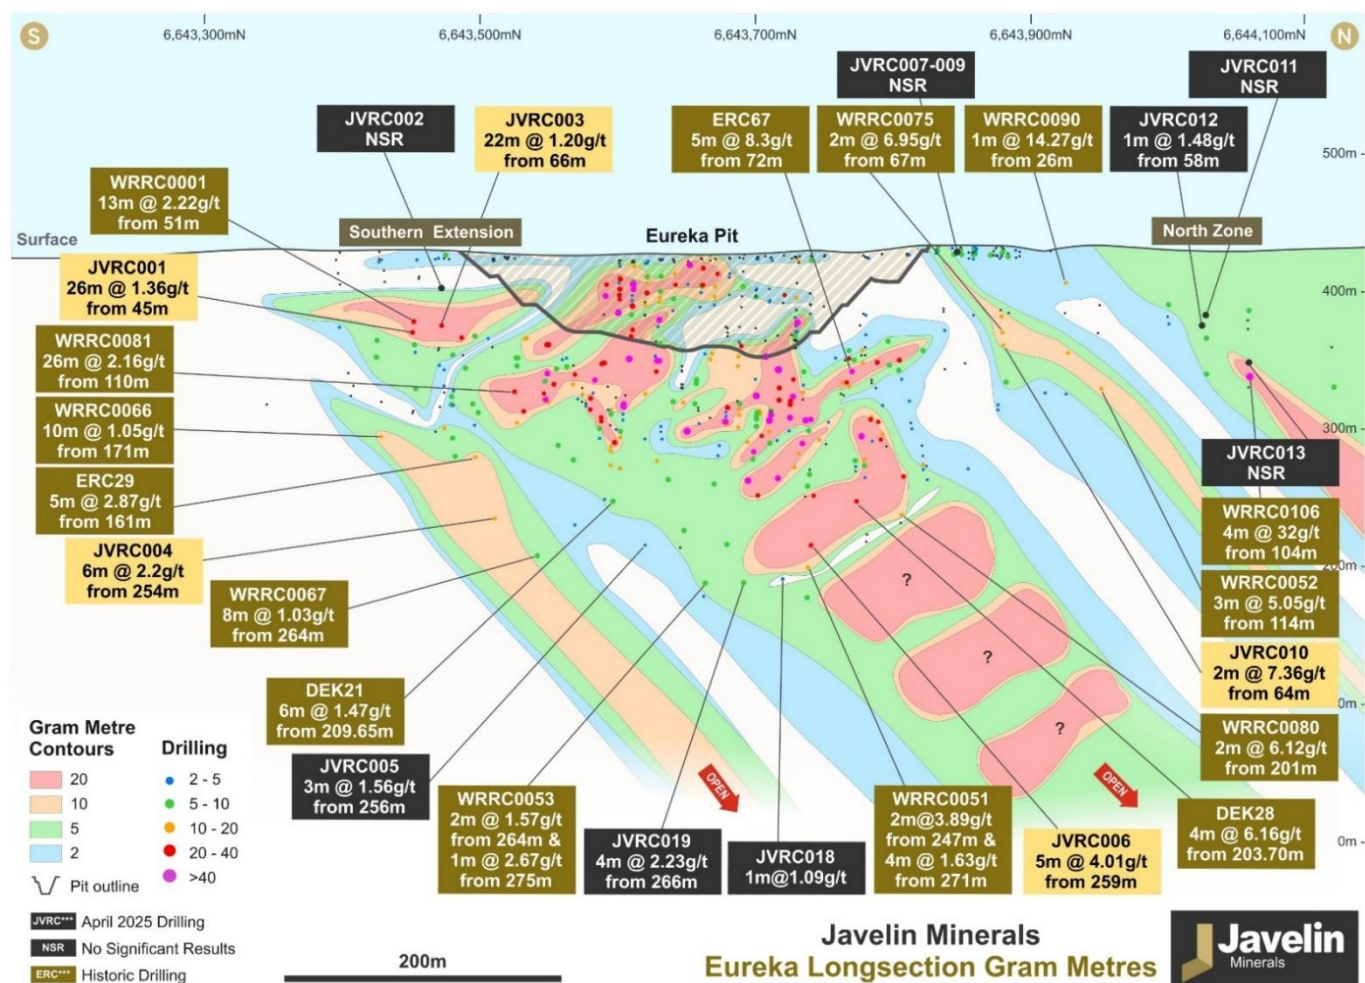 S
6,643,300mN
6,643,500mN
6,643,700mN
6,643,900mN
6,644,100mN
N
JVRC007-009
NSR
JVRC011
NSR
JVRC002
NSR
JVRC003
22m @ 1.20g/t
from 66m
ERC67
5m @ 8.3g/t
from 72m
WRRC0075
2m @ 6.95g/t
from 67m
WRRC0090
1m @ 14.27g/t
from 26m
JVRC012
1m @ 1.48g/t
from 58m
500m
WRRC0001
13m @ 2.22g/t
from 51m
Surface
Southern Extension
Eureka Pit
North Zone
JVRC001
26m @ 1.36g/t
from 45m
400m
WRRC0081
26m @ 2.16g/t
from 110m
WRRC0066
10m @ 1.05g/t
from 171m
300m
JVRC013
NSR
ERC29
5m @ 2.87g/t
from 161m
WRRC0106
4m @ 32g/t
from 104m
JVRC004
6m @ 2.2g/t
from 254m
WRRC0052
3m @ 5.05g/t
from 114m
WRRC0067
8m @ 1.03g/t
from 264m
?
?
?
JVRC010
2m @ 7.36g/t
from 64m
DEK21
6m @ 1.47g/t
from 209.65m
WRRC0080
2m @ 6.12g/t
from 201m
JVRC005
3m @ 1.56g/t
from 256m
OPEN
OPEN
WRRC0053
2m @ 1.57g/t
from 264m &
1m @ 2.67g/t
from 275m
JVRC019
4m @ 2.23g/t
from 266m
JVRC018
1m@1.09g/t
WRRC0051
2m@3.89g/t
from 247m &
4m @ 1.63g/t
from 271m
JVRC006
5m @ 4.01g/t
from 259m
DEK28
4m @ 6.16g/t
from 203.70m
0m
Gram Metre
Contours
20
10
5
2
Pit outline
Drilling
2 - 5
5 - 10
10 - 20
20 - 40
>40
JVRC*** April 2025 Drilling
NSR No Significant Results
ERC*** Historic Drilling
200m
Javelin Minerals
Eureka Longsection Gram Metres
Javelin
Minerals